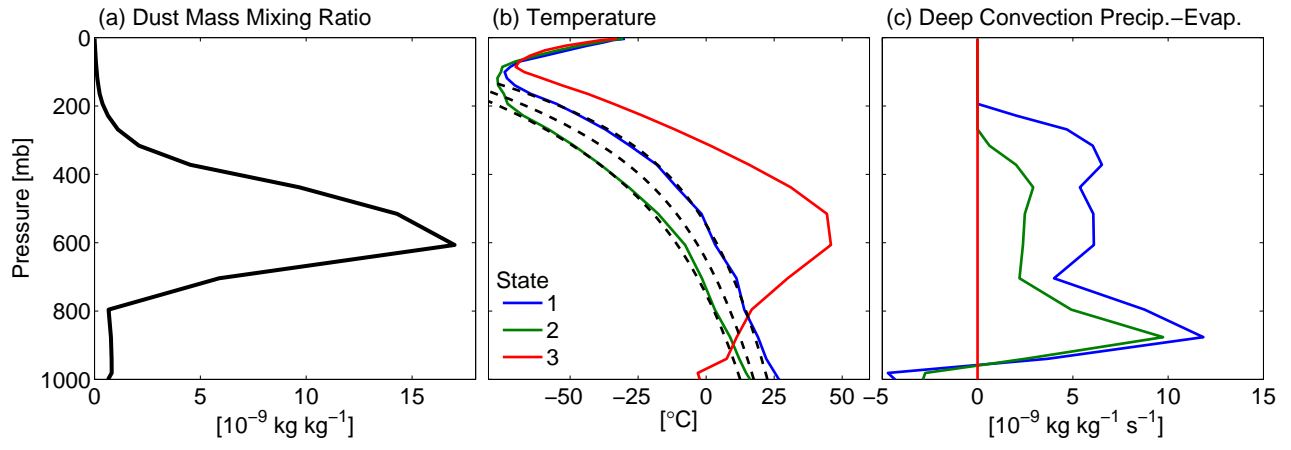 (a) Dust Mass Mixing Ratio
(b) Temperature
(c) Deep Convection Precip.−Evap.
Pressure [mb]
0
200
400
600
800
1000
0
5
10
15
[10⁻⁹ kg kg⁻¹]
State
1
2
3
−50
−25
0
25
50
[°C]
−5
0
5
10
15
[10⁻⁹ kg kg⁻¹ s⁻¹]